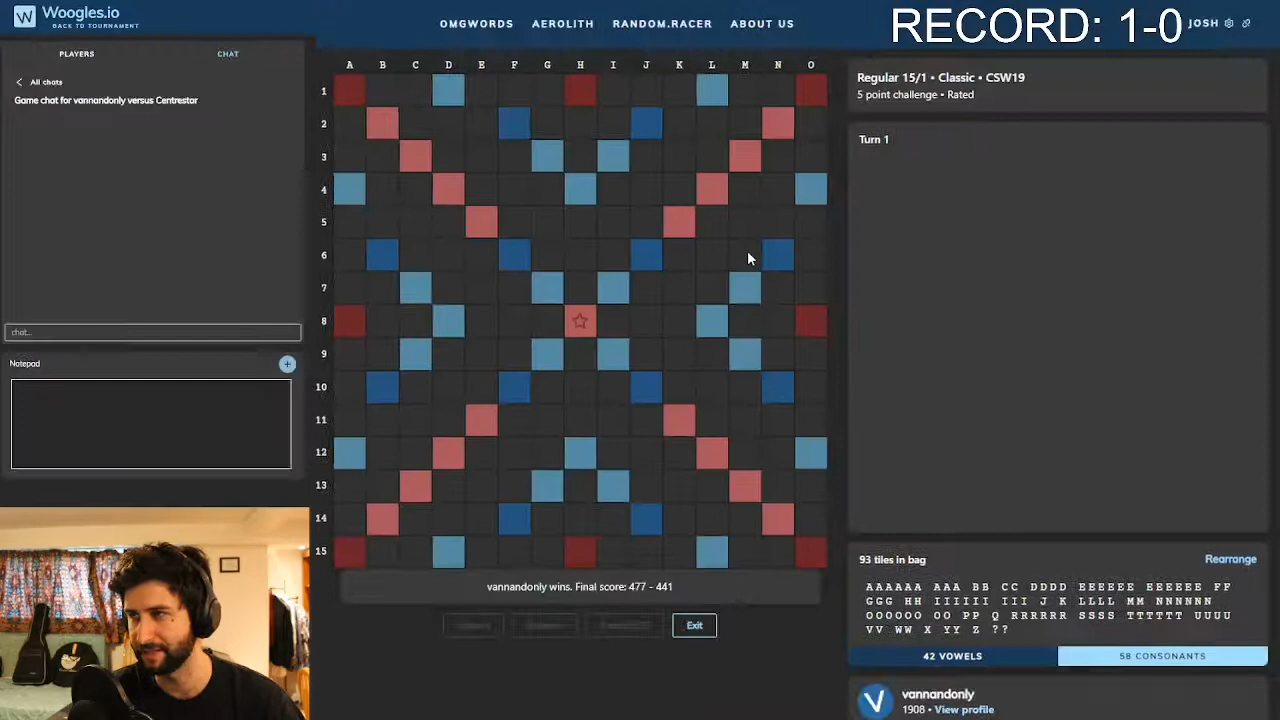 Woogles.io
BACK TO TOURNAMENT
OMGWORDS AEROLITH RANDOM.RACER ABOUT US
RECORD: 1-0
JOSH
PLAYERS CHAT
All chats
Game chat for vannandonly versus Centrestor
chat...
Notepad
+
A B C D E F G H I J K L M N O
1
2
3
4
5
6
7
8
9
10
11
12
13
14
15
vannandonly wins. Final score: 477 - 441
Exit
Regular 15/1 • Classic • CSW19
5 point challenge • Rated
Turn 1
93 tiles in bag Rearrange
AAAAAA AAA BB CC DDDD EEEEEE EEEEEE FF
GGG HH IIIIII III J K LLLL MM NNNNNN
OOOOOO OO PP Q RRRRRR SSSS TTTTTT UUUU
VV WW X YY Z ??
42 VOWELS 58 CONSONANTS
V
vannandonly
1908 • View profile